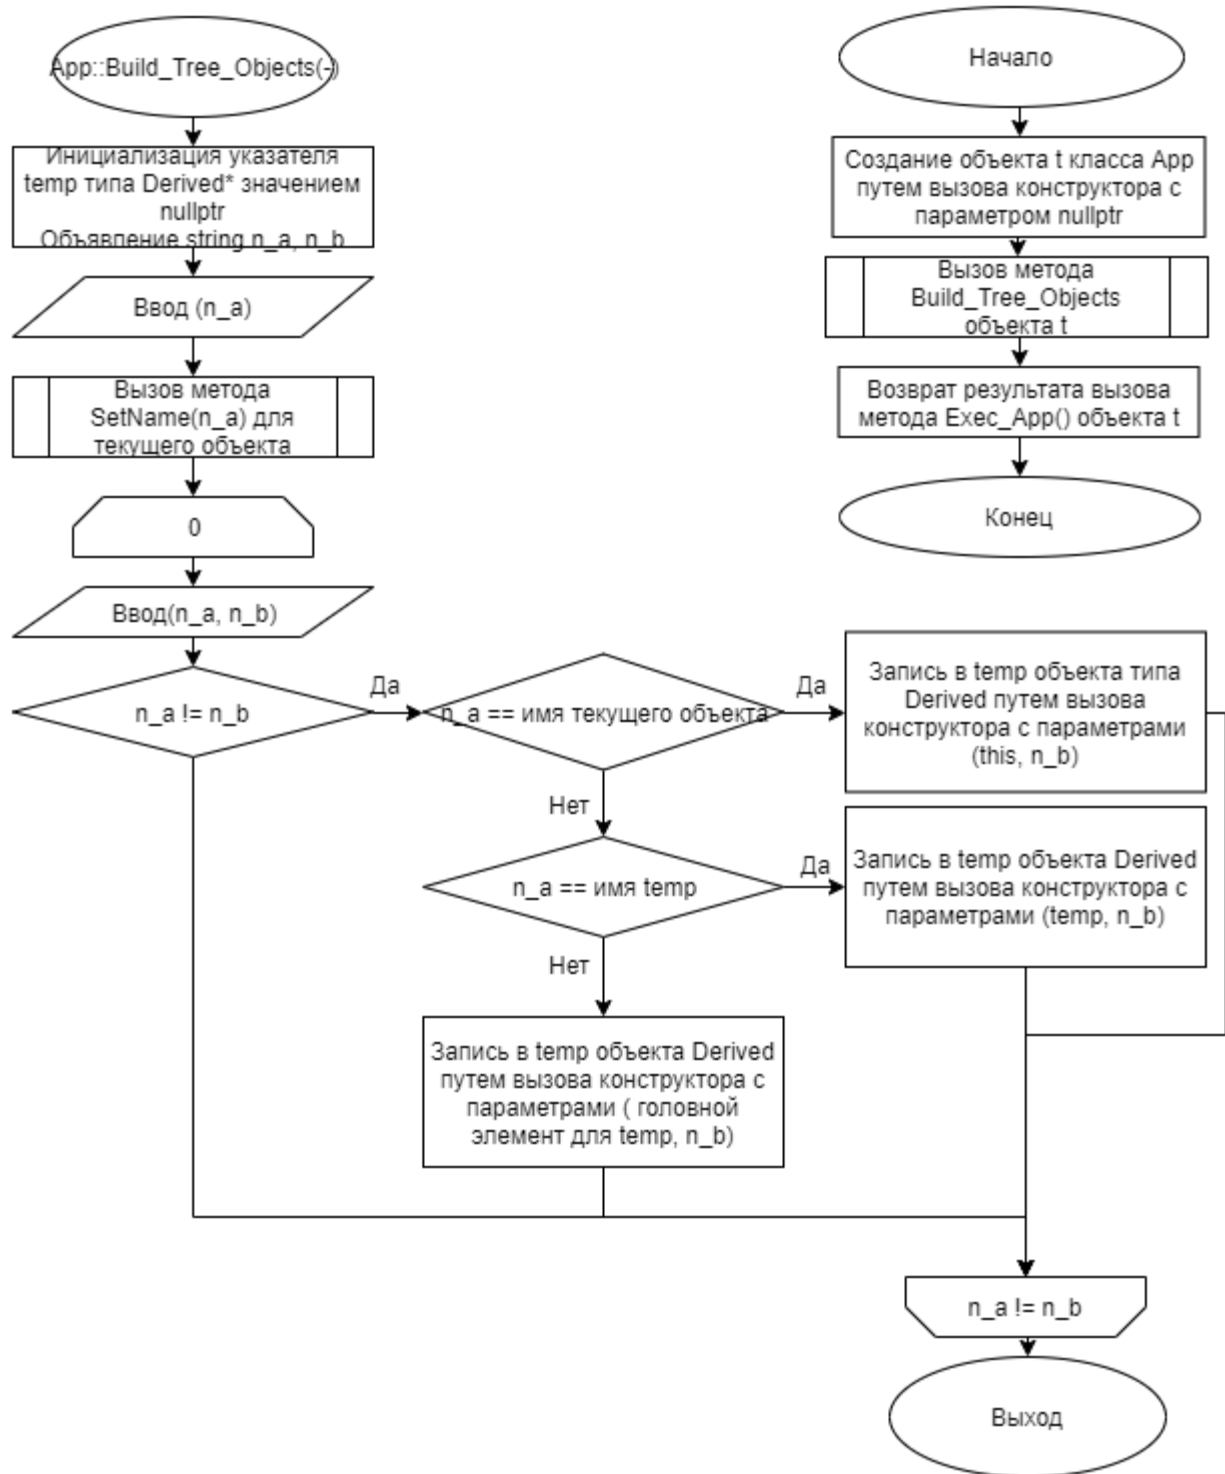 App::Build_Tree_Objects(-)
Инициализация указателя
temp типа Derived* значением
nullptr
Объявление string n_a, n_b
Ввод (n_a)
Вызов метода
SetName(n_a) для
текущего объекта
0
Ввод(n_a, n_b)
n_a != n_b
Да
n_a == имя текущего объекта
Да
Запись в temp объекта типа
Derived путем вызова
конструктора с параметрами
(this, n_b)
Нет
n_a == имя temp
Да
Запись в temp объекта Derived
путем вызова конструктора с
параметрами (temp, n_b)
Нет
Запись в temp объекта Derived
путем вызова конструктора с
параметрами ( головной
элемент для temp, n_b)
n_a != n_b
Выход
Начало
Создание объекта t класса App
путем вызова конструктора с
параметром nullptr
Вызов метода
Build_Tree_Objects
объекта t
Возврат результата вызова
метода Exec_App() объекта t
Конец